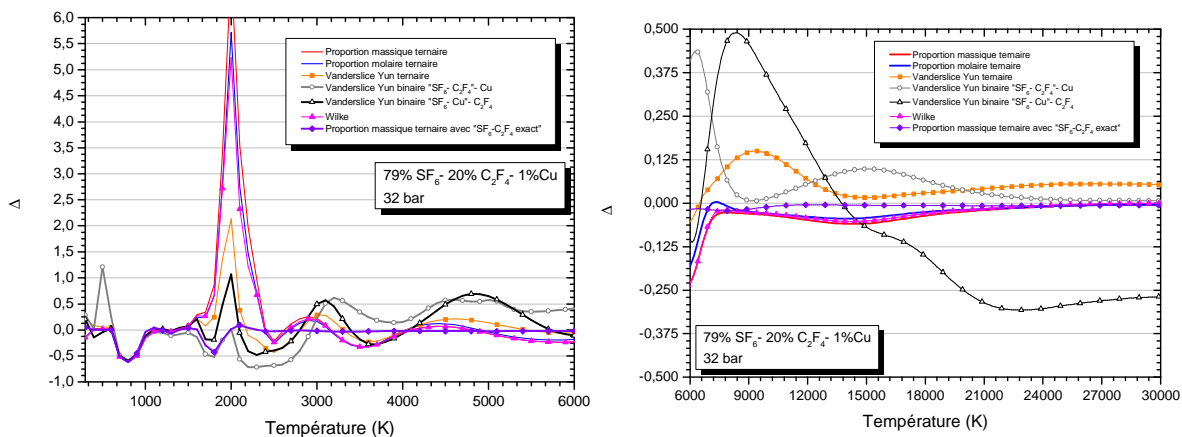 6,0
5,5
5,0
4,5
4,0
3,5
3,0
2,5
2,0
1,5
1,0
0,5
0,0
-0,5
-1,0
Δ
Proportion massique ternaire
Proportion molaire ternaire
Vanderslice Yun ternaire
Vanderslice Yun binaire "SF6- C2F4"- Cu
Vanderslice Yun binaire "SF6- Cu"- C2F4
Wilke
Proportion massique ternaire avec "SF6-C2F4 exact"
79% SF6- 20% C2F4- 1%Cu
32 bar
1000
2000
3000
4000
5000
6000
Température (K)
0,500
0,375
0,250
0,125
0,000
-0,125
-0,250
-0,375
-0,500
Δ
Proportion massique ternaire
Proportion molaire ternaire
Vanderslice Yun ternaire
Vanderslice Yun binaire "SF6- C2F4"- Cu
Vanderslice Yun binaire "SF6- Cu"- C2F4
Wilke
Proportion massique ternaire avec "SF6-C2F4 exact"
79% SF6- 20% C2F4- 1%Cu
32 bar
6000
9000
12000
15000
18000
21000
24000
27000
30000
Température (K)